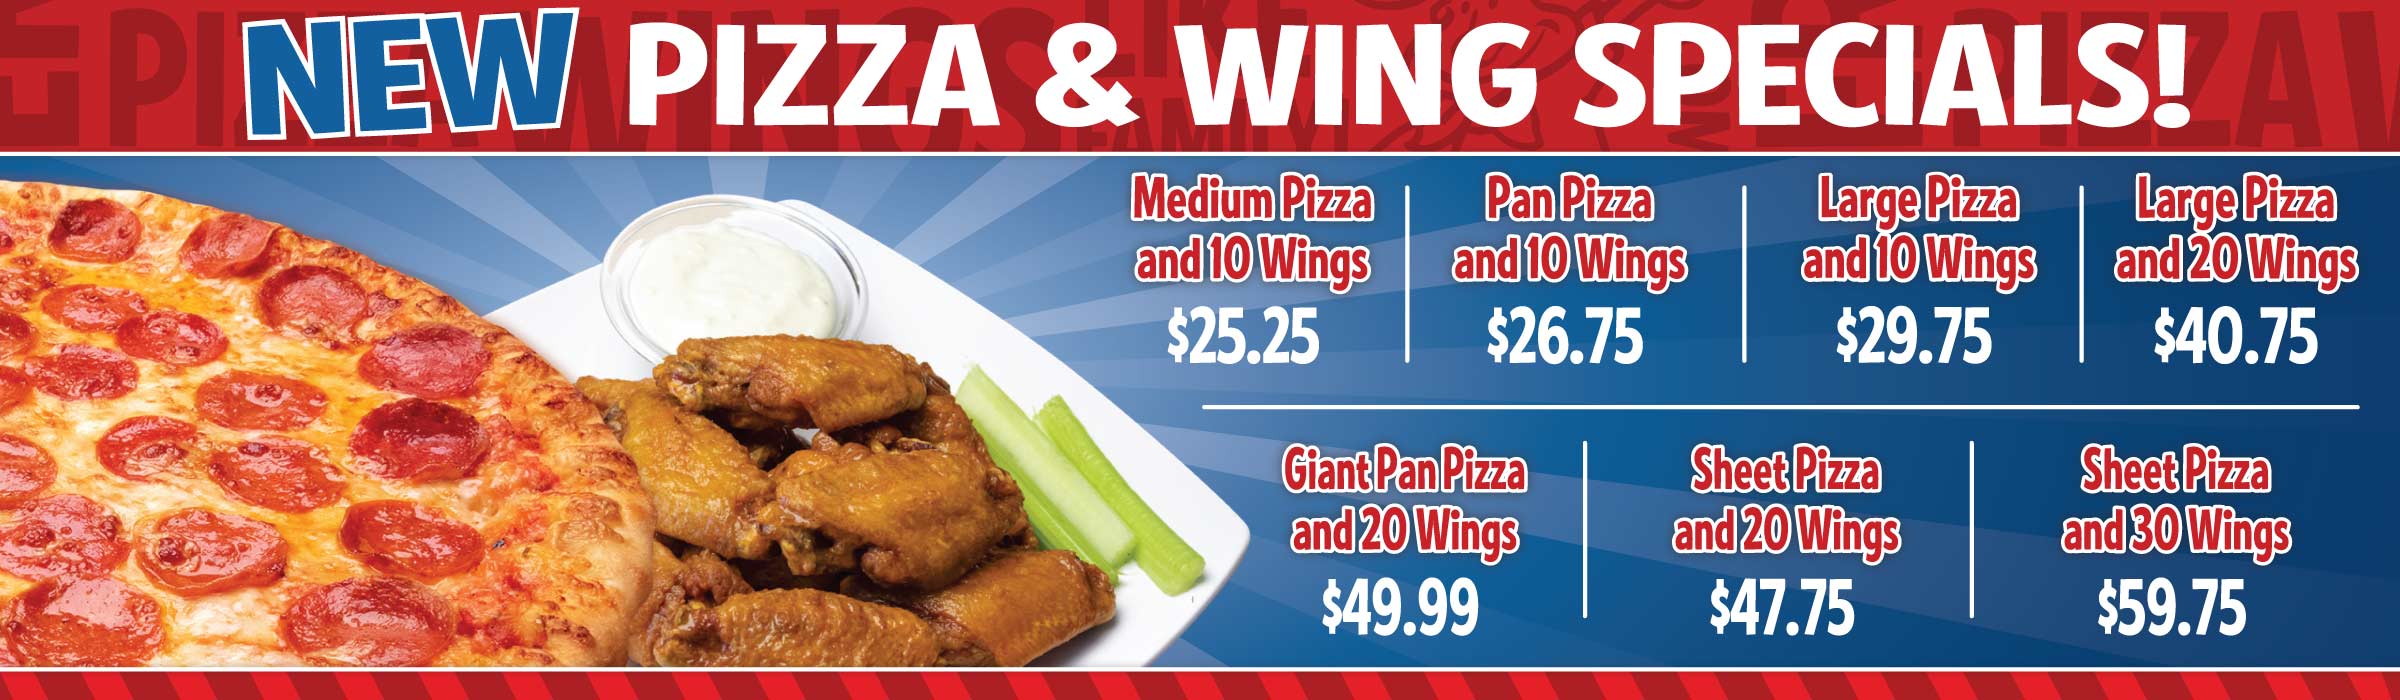 NEW PIZZA & WING SPECIALS!
Medium Pizza
and 10 Wings
$25.25
Pan Pizza
and 10 Wings
$26.75
Large Pizza
and 10 Wings
$29.75
Large Pizza
and 20 Wings
$40.75
Giant Pan Pizza
and 20 Wings
$49.99
Sheet Pizza
and 20 Wings
$47.75
Sheet Pizza
and 30 Wings
$59.75